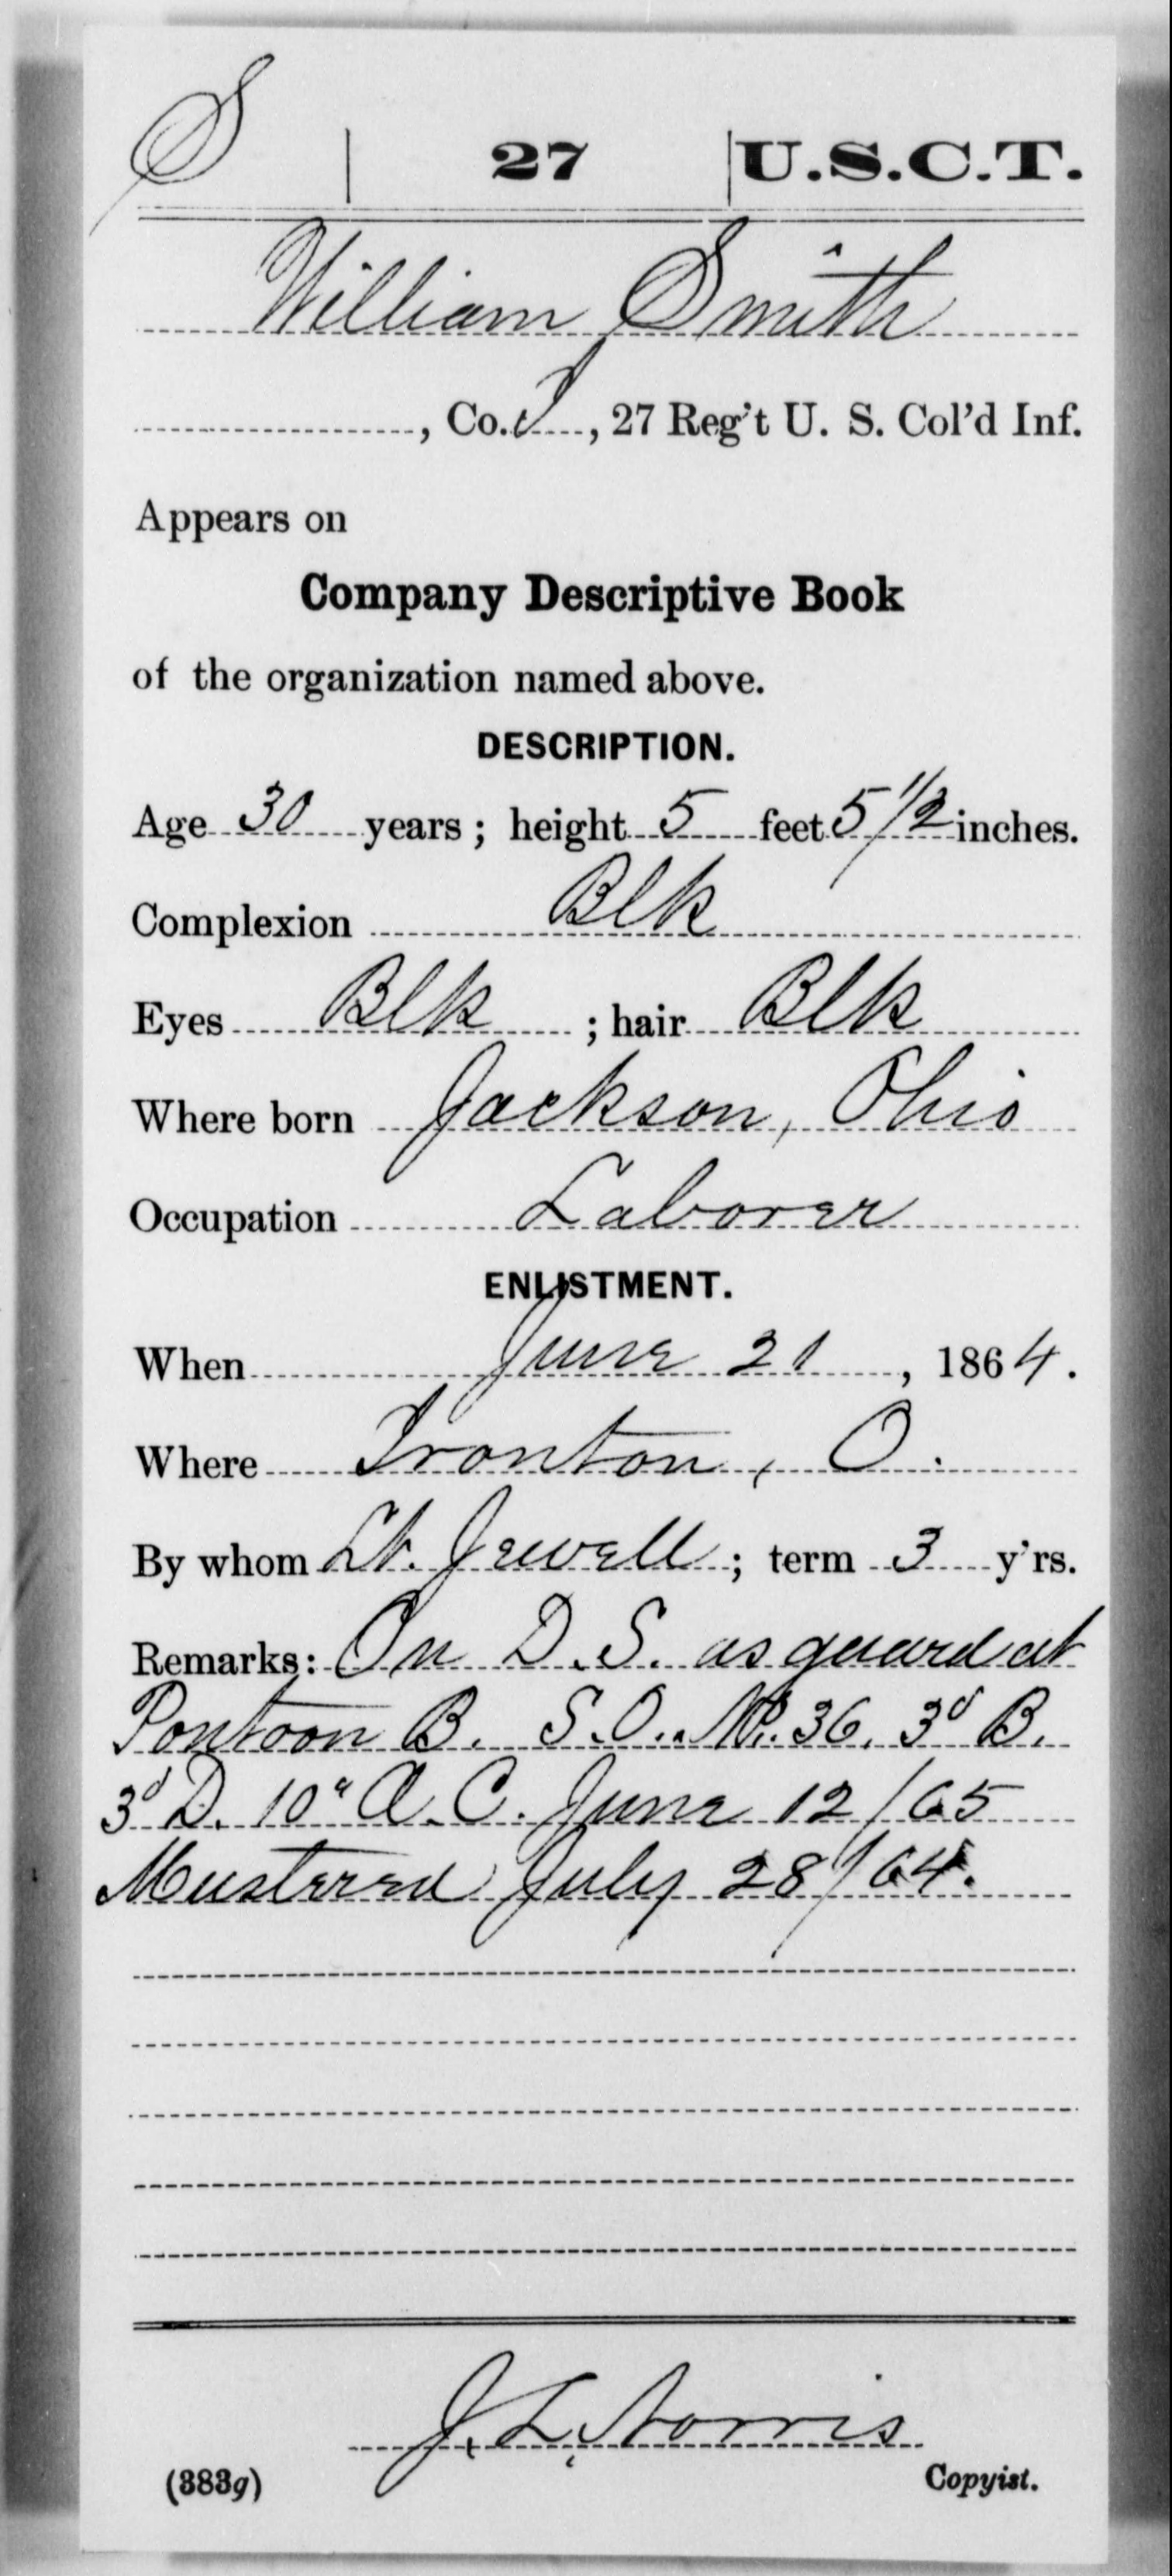 S | 27 | U.S.C.T.
William Smith
, Co. I, 27 Reg't U. S. Col'd Inf.
Appears on
Company Descriptive Book
of the organization named above.
DESCRIPTION.
Age 30 years; height 5 feet 5 1/2 inches.
Complexion Blk
Eyes Blk; hair Blk
Where born Jackson, Ohio
Occupation Laborer
ENLISTMENT.
When June 21, 1864.
Where Ironton, O.
By whom Lt. Jewell; term 3 y'rs.
Remarks: On D.S. as guard at
Pontoon B. S.O. No. 36. 3d B.
3d D. 10" A.C. June 12/65
Mustered July 28/64.
J. L. Norris
(383g) Copyist.